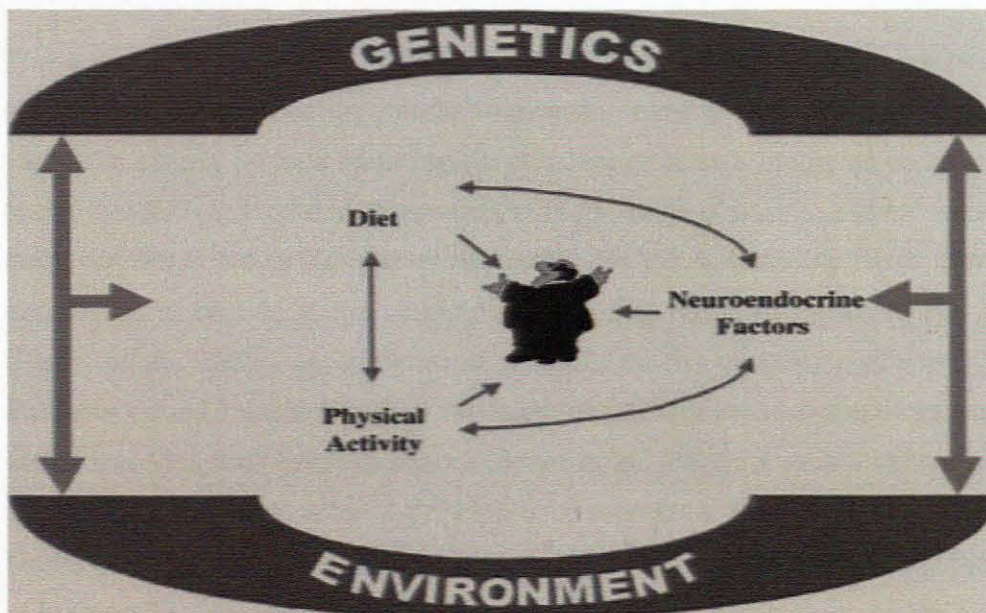 GENETICS
Diet
Neuroendocrine
Factors
Physical
Activity
ENVIRONMENT